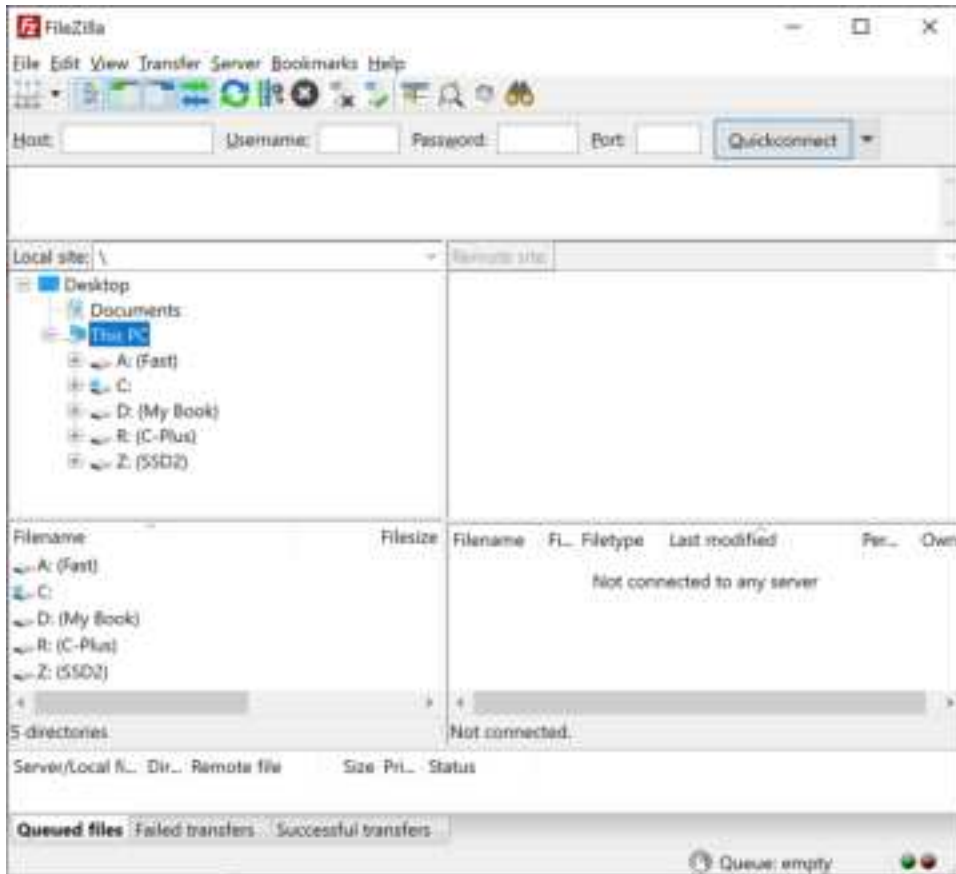 FileZilla
File Edit View Transfer Server Bookmarks Help
Host: Username: Password: Port: Quickconnect
Local site: \
Remote site:
Desktop
Documents
This PC
A: (Fast)
C:
D: (My Book)
R: (C-Plus)
Z: (SSD2)
Filename Filesize
A: (Fast)
C:
D: (My Book)
R: (C-Plus)
Z: (SSD2)
5 directories
Filename Fi... Filetype Last modified Per... Own
Not connected to any server
Not connected.
Server/Local fi... Dir... Remote file Size Pri... Status
Queued files Failed transfers Successful transfers
Queue: empty